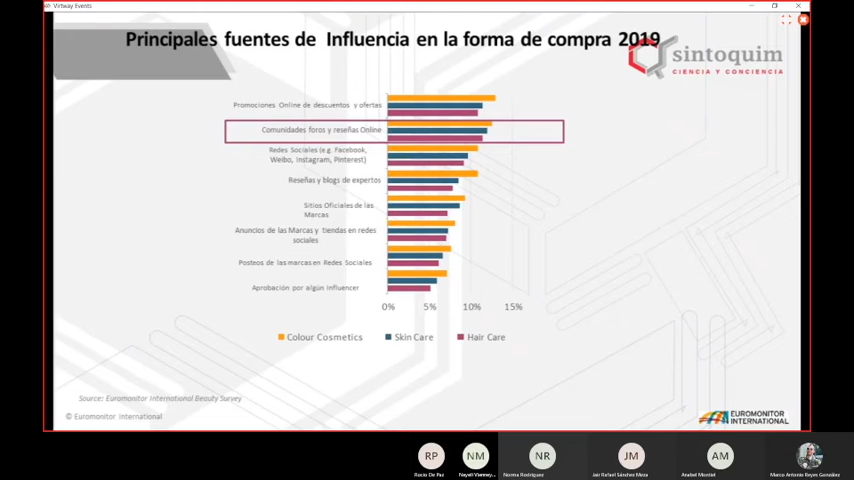 Virtway Events
Principales fuentes de Influencia en la forma de compra 2019
sintoquim
CIENCIA Y CONCIENCIA
Promociones Online de descuentos y ofertas
Comunidades foros y reseñas Online
Redes Sociales (e.g. Facebook,
Weibo, Instagram, Pinterest)
Reseñas y blogs de expertos
Sitios Oficiales de las
Marcas
Anuncios de las Marcas y tiendas en redes
sociales
Posteos de las marcas en Redes Sociales
Aprobación por algún Influencer
0% 5% 10% 15%
Colour Cosmetics Skin Care Hair Care
Source: Euromonitor International Beauty Survey
© Euromonitor International
EUROMONITOR
INTERNATIONAL
RP NM NR JM AM
Rocio De Paz Nayeli Vianney... Norma Rodriguez Jair Rafael Sánchez Meza Anabel Montiel Marco Antonio Reyes González